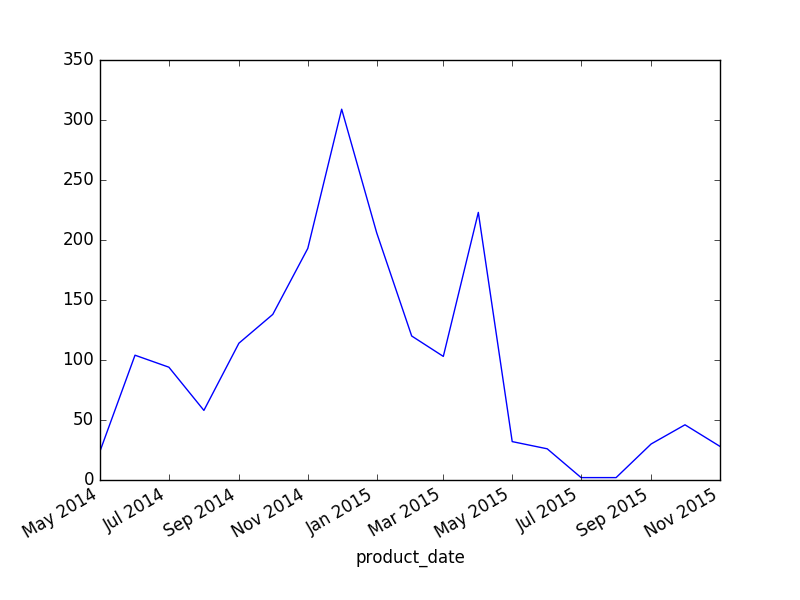 350
300
250
200
150
100
50
0
May 2014
Jul 2014
Sep 2014
Nov 2014
Jan 2015
Mar 2015
May 2015
Jul 2015
Sep 2015
Nov 2015
product_date